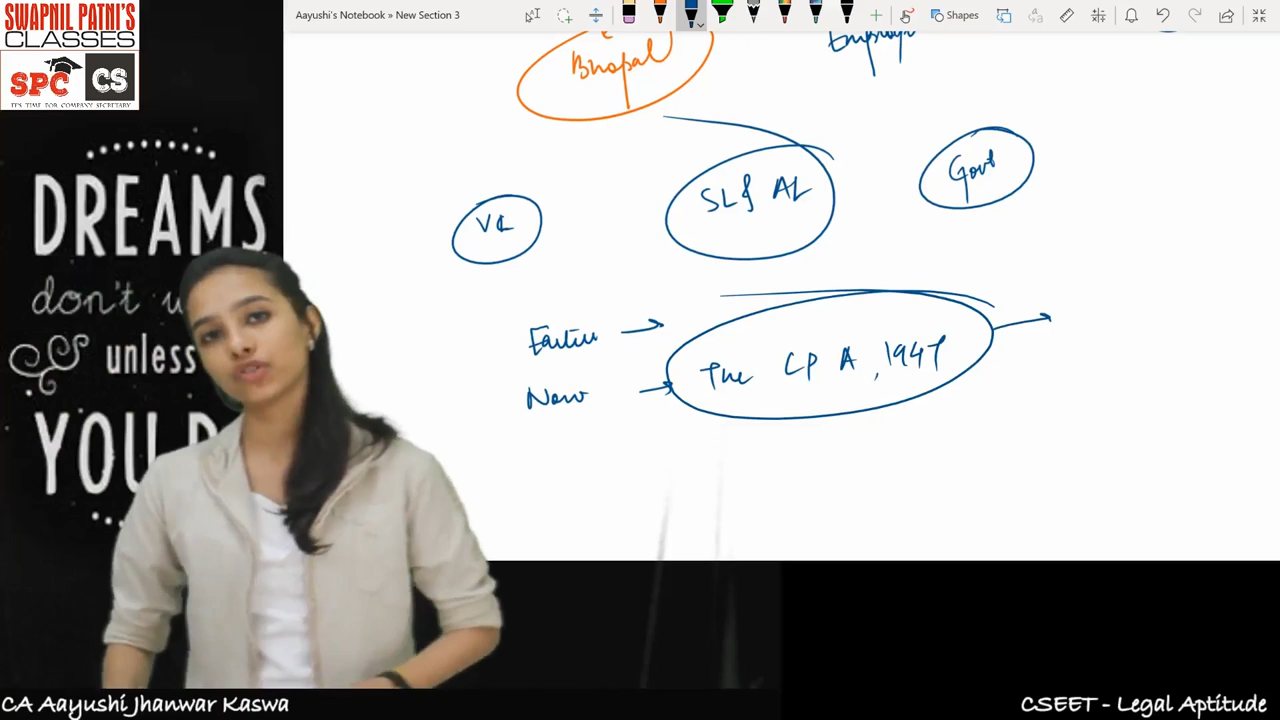 SWAPNIL PATNI'S
CLASSES
SPC CS
IT'S TIME FOR COMPANY SECRETARY
Aayushi's Notebook » New Section 3
Shapes
Bhopal
SL & AL
Govt
VL
Earlier
The CPA, 1947
Now
DREAMS
don't
unless
YOU
CA Aayushi Jhanwar Kaswa
CSEET - Legal Aptitude